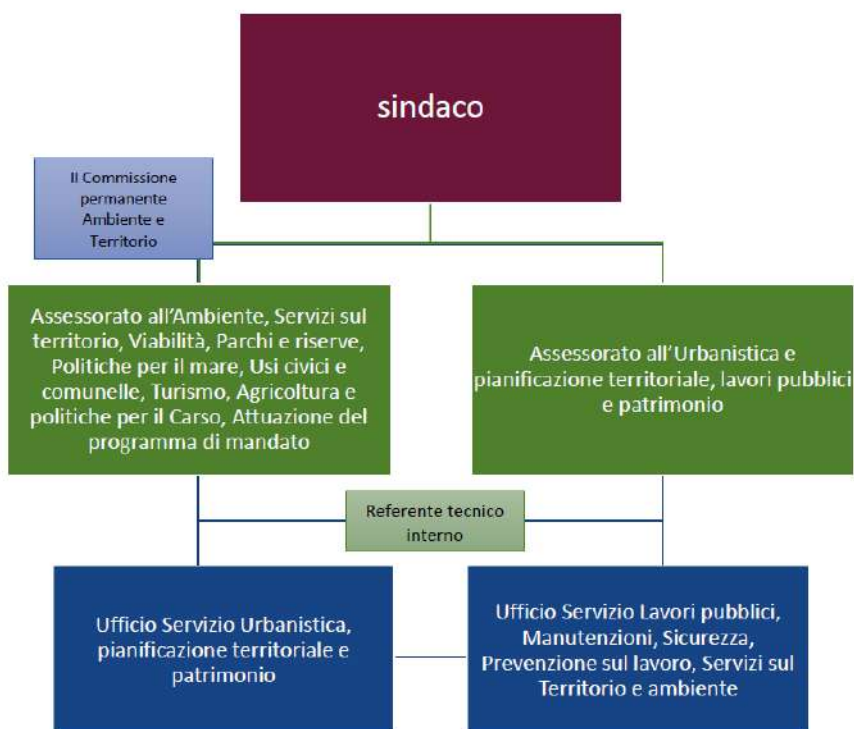 sindaco
II Commissione
permanente
Ambiente e
Territorio
Assessorato all’Ambiente, Servizi sul
territorio, Viabilità, Parchi e riserve,
Politiche per il mare, Usi civici e
comunelle, Turismo, Agricoltura e
politiche per il Carso, Attuazione del
programma di mandato
Assessorato all’Urbanistica e
pianificazione territoriale, lavori pubblici
e patrimonio
Referente tecnico
interno
Ufficio Servizio Urbanistica,
pianificazione territoriale e
patrimonio
Ufficio Servizio Lavori pubblici,
Manutenzioni, Sicurezza,
Prevenzione sul lavoro, Servizi sul
Territorio e ambiente